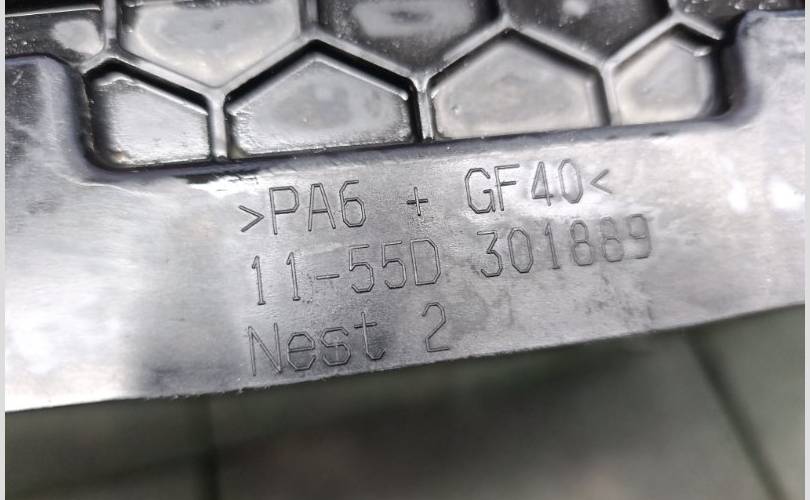 >PA6 + GF40<
11-55D 301889
Nest 2